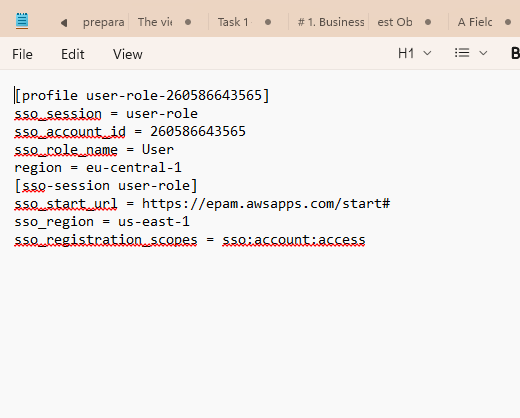 prepara
The vi
Task 1
# 1. Business
est Ob
A Field
File
Edit
View
H1
B
[profile user-role-260586643565]
sso_session = user-role
sso_account_id = 260586643565
sso_role_name = User
region = eu-central-1
[sso-session user-role]
sso_start_url = https://epam.awsapps.com/start#
sso_region = us-east-1
sso_registration_scopes = sso:account:access